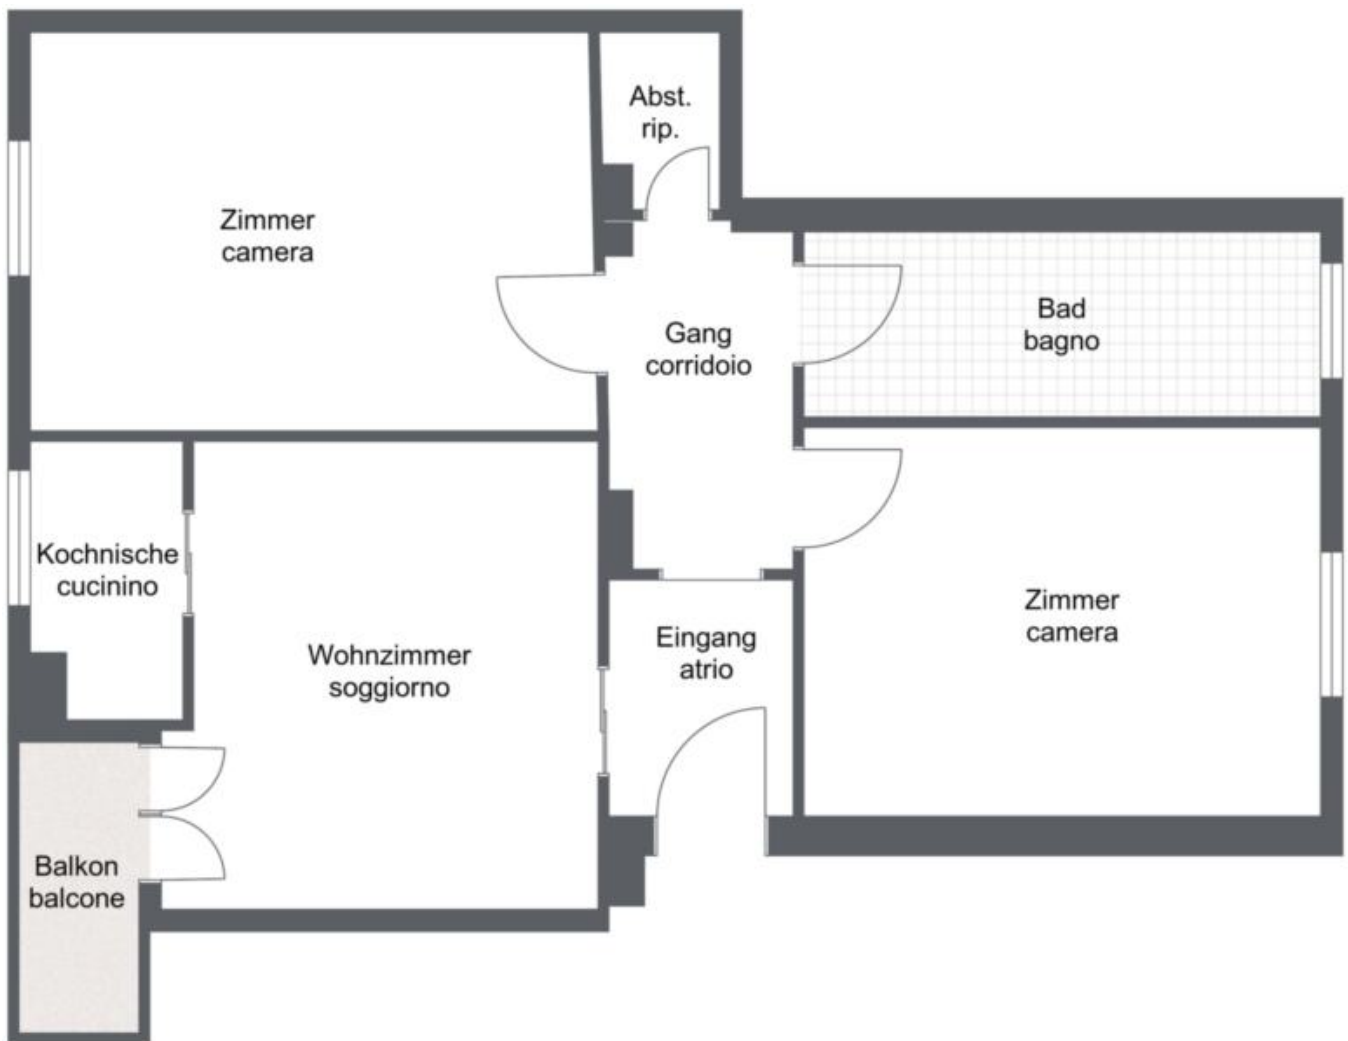 Abst.
rip.
Zimmer
camera
Gang
corridoio
Bad
bagno
Kochnische
cucinino
Wohnzimmer
soggiorno
Eingang
atrio
Zimmer
camera
Balkon
balcone